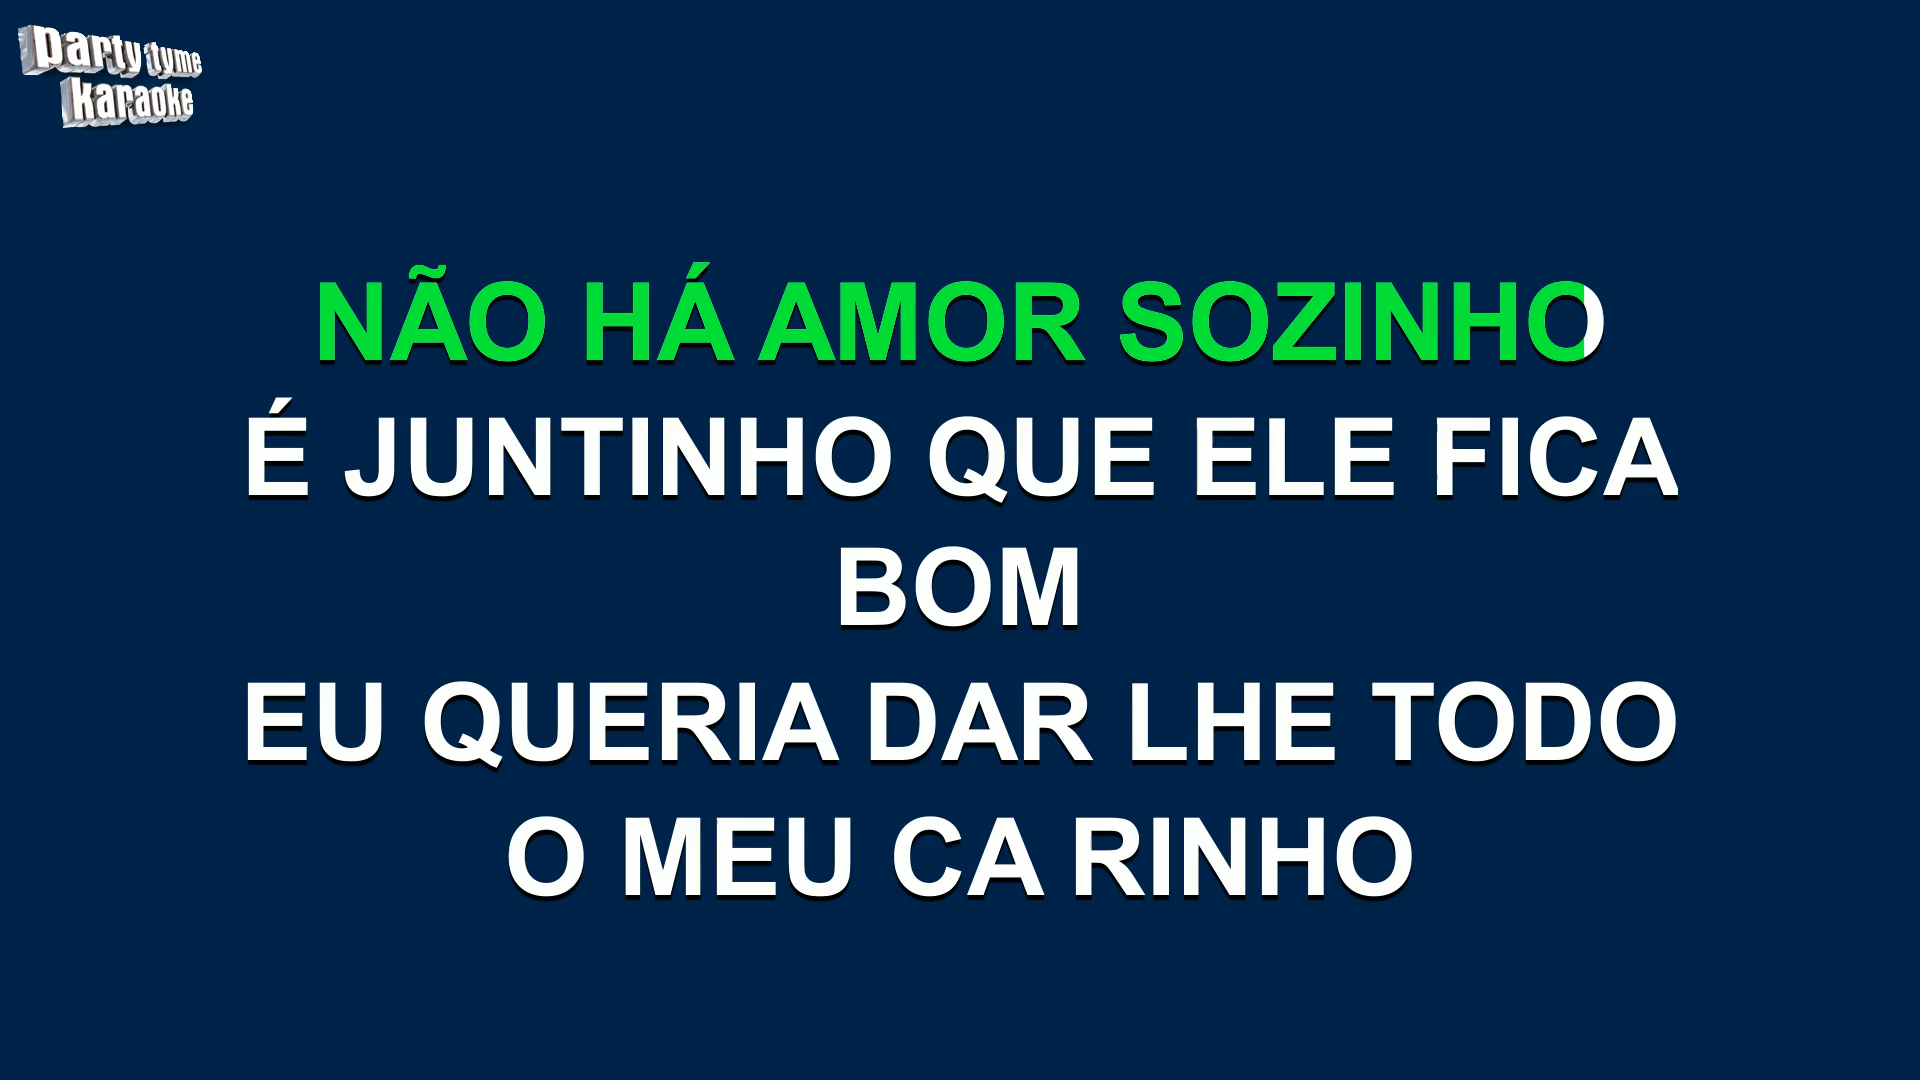 party tyme
karaoke
NÃO HÁ AMOR SOZINHO
É JUNTINHO QUE ELE FICA
BOM
EU QUERIA DAR LHE TODO
O MEU CA RINHO